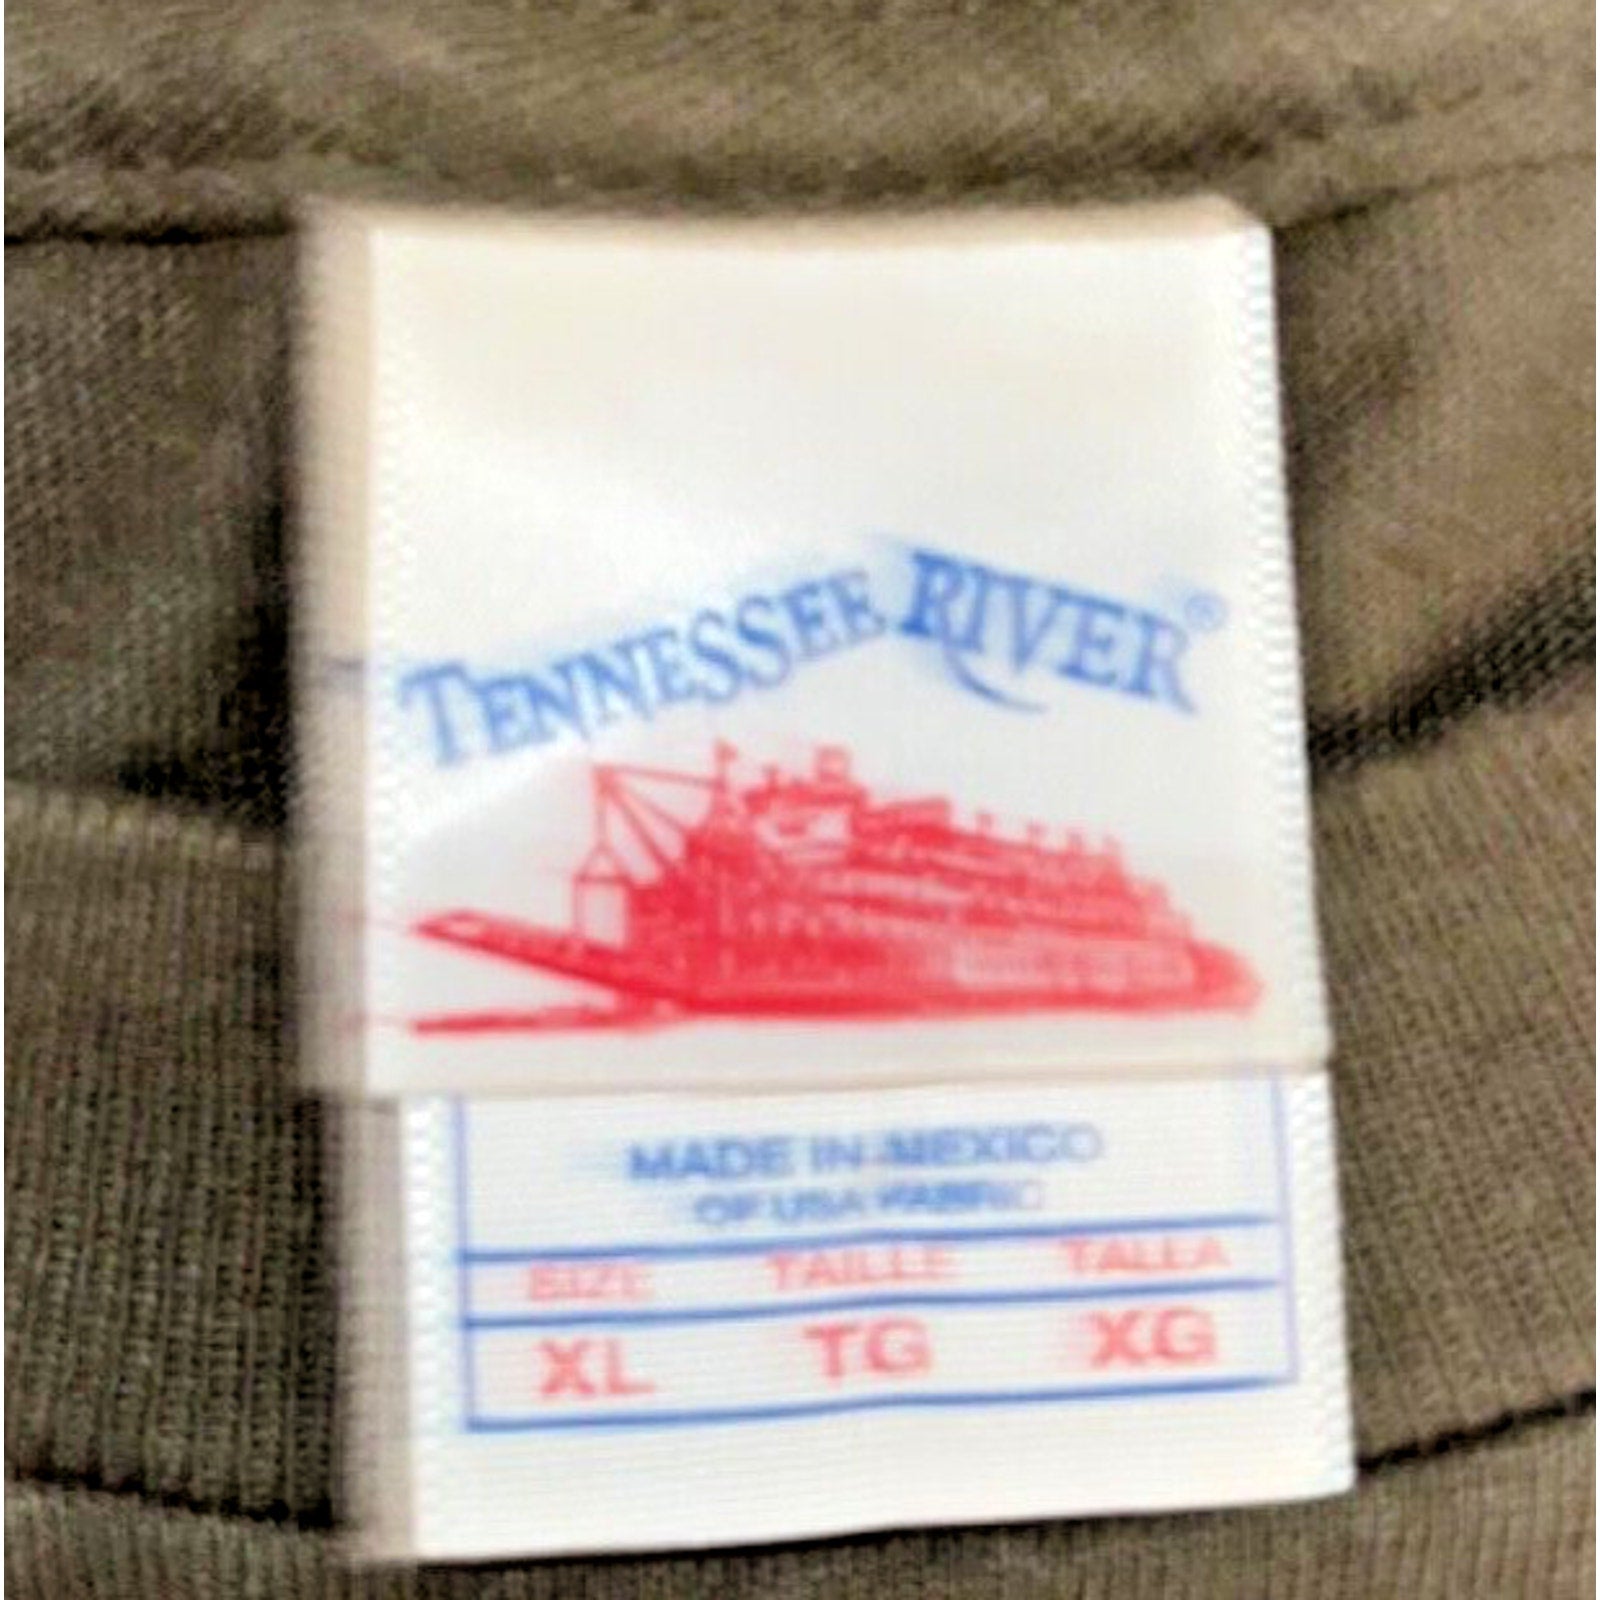 TENNESSEE RIVER®
MADE IN MEXICO
OF USA FABRIC
SIZE TAILLE TALLA
XL TG XG